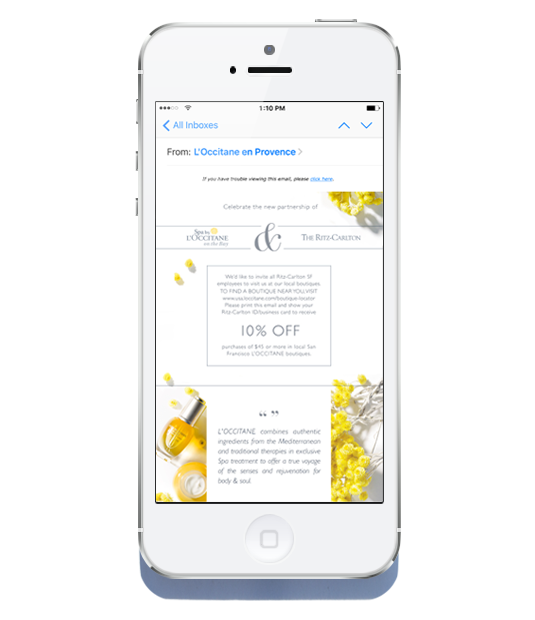 1:10 PM
All Inboxes
From: L'Occitane en Provence
If you have trouble viewing this email, please click here.
Celebrate the new partnership of
Spa by
L'OCCITANE
on the Bay
&
THE RITZ-CARLTON
We'd like to invite all Ritz-Carlton SF
employees to visit us at our local boutiques.
TO FIND A BOUTIQUE NEAR YOU, VISIT
www.usa.loccitane.com/boutique-locator
Please print this email and show your
Ritz-Carlton ID/business card to receive
10% OFF
purchases of $45 or more in local San
Francisco L'OCCITANE boutiques.
“ ”
L'OCCITANE, combines authentic
ingredients from the Mediterranean
and traditional therapies in exclusive
Spa treatment to offer a true voyage
of the senses and rejuvenation for
body & soul.